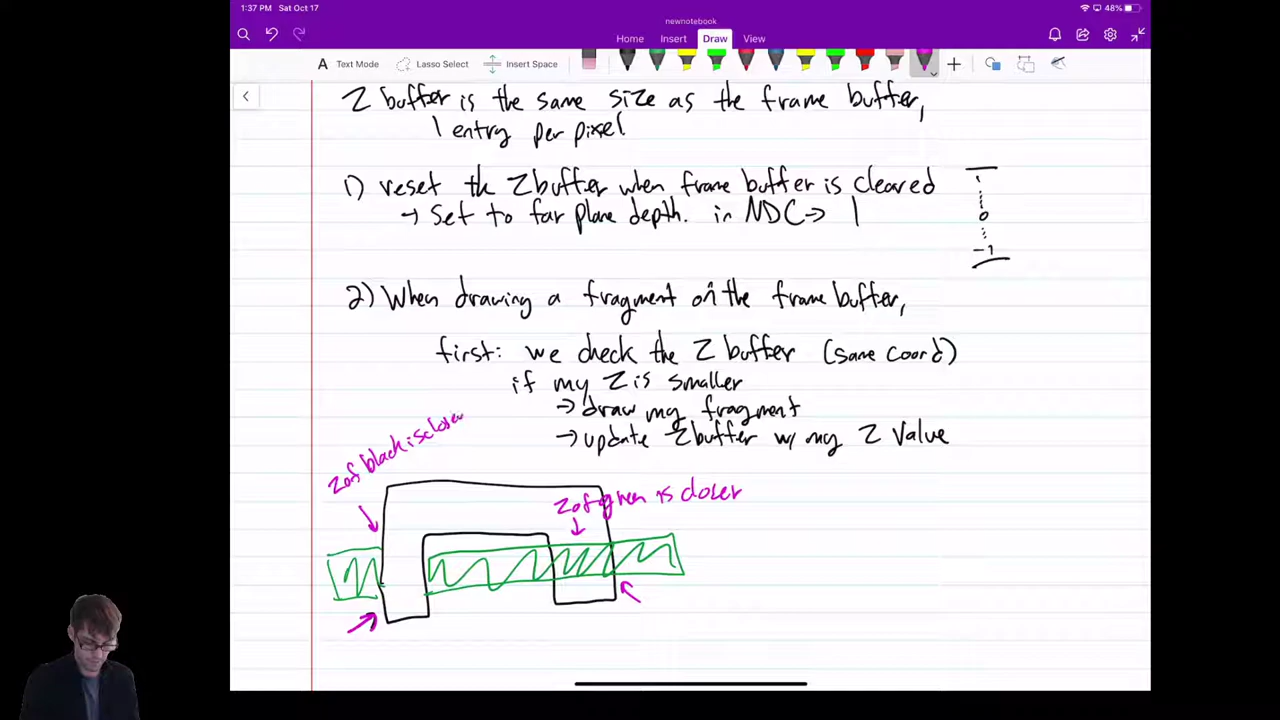 1:37 PM Sat Oct 17
48%
newnotebook
Home Insert Draw View
A Text Mode Lasso Select Insert Space
Z buffer is the same size as the frame buffer,
1 entry per pixel
1) reset the Zbuffer when frame buffer is cleared
→ Set to far plane depth. in NDC → 1
1
0
-1
2) When drawing a fragment on the frame buffer,
first: we check the Z buffer (same coord)
if my Z is smaller
→ draw my fragment
→ update Zbuffer w/ my Z value
Z of black is closer
Z of green is closer